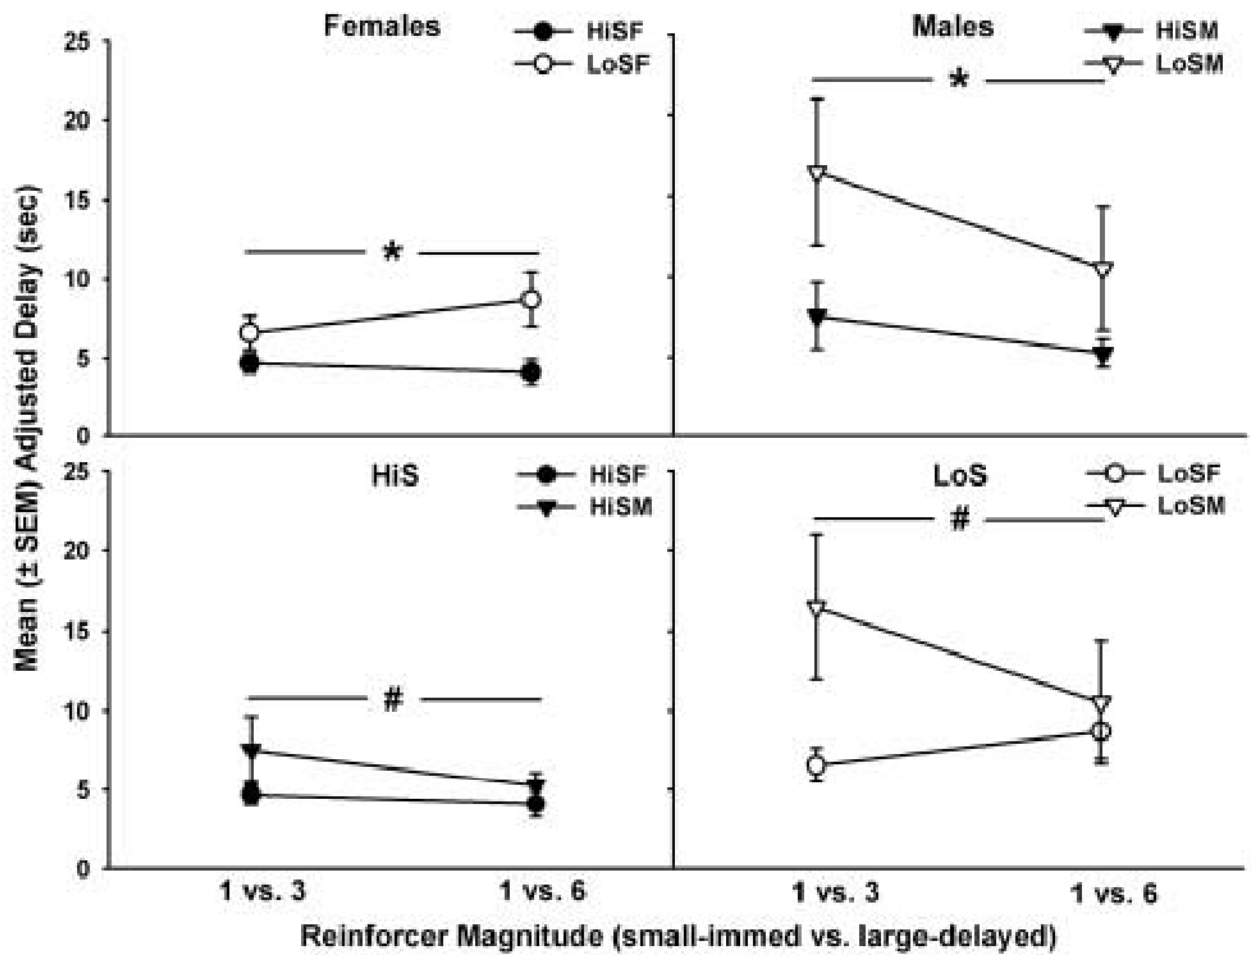 Females
HiSF
LoSF
Males
HiSM
LoSM
25
20
15
10
5
0
*
*
HiS
HiSF
HiSM
LoS
LoSF
LoSM
25
20
15
10
5
0
#
#
1 vs. 3
1 vs. 6
1 vs. 3
1 vs. 6
Mean (± SEM) Adjusted Delay (sec)
Reinforcer Magnitude (small-immed vs. large-delayed)